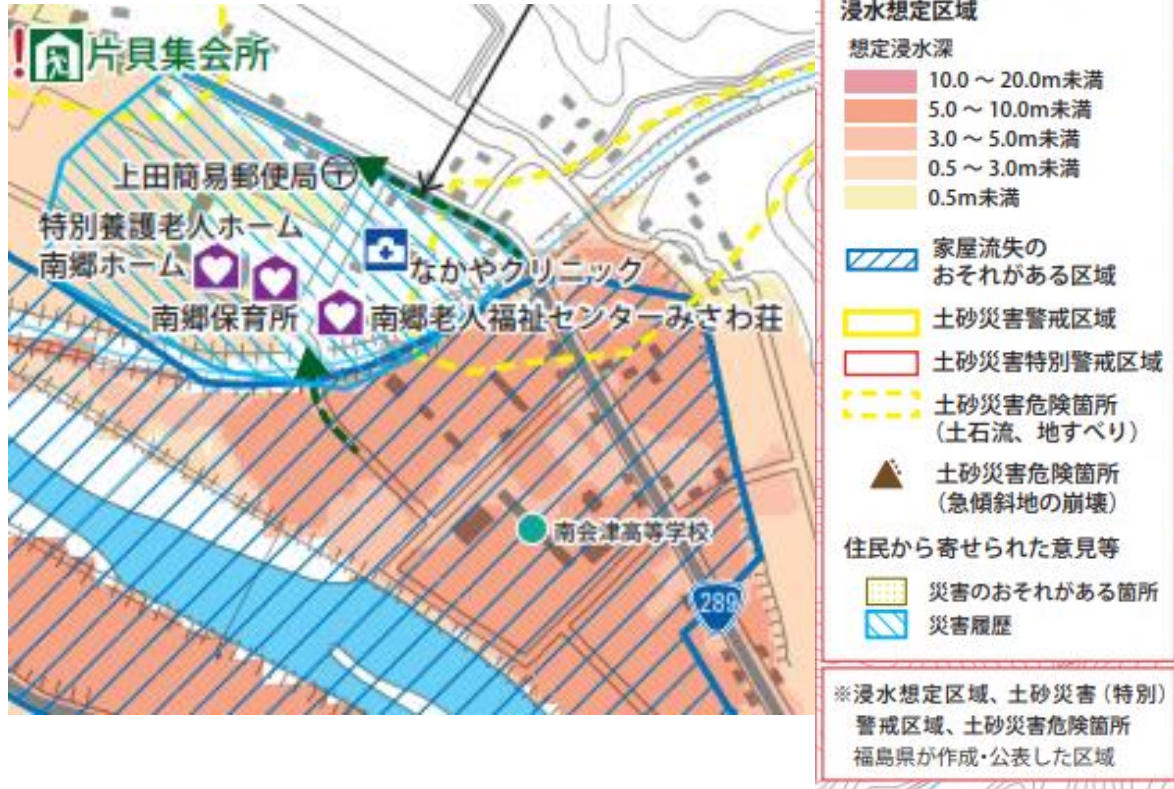 !片貝集会所
上田簡易郵便局
特別養護老人ホーム
南郷ホーム
なかやクリニック
南郷保育所
南郷老人福祉センターみさわ荘
南会津高等学校
289
浸水想定区域
想定浸水深
10.0 ～ 20.0m未満
5.0 ～ 10.0m未満
3.0 ～ 5.0m未満
0.5 ～ 3.0m未満
0.5m未満
家屋流失の
おそれがある区域
土砂災害警戒区域
土砂災害特別警戒区域
土砂災害危険箇所
（土石流、地すべり）
土砂災害危険箇所
（急傾斜地の崩壊）
住民から寄せられた意見等
災害のおそれがある箇所
災害履歴
※浸水想定区域、土砂災害（特別）
警戒区域、土砂災害危険箇所
福島県が作成・公表した区域